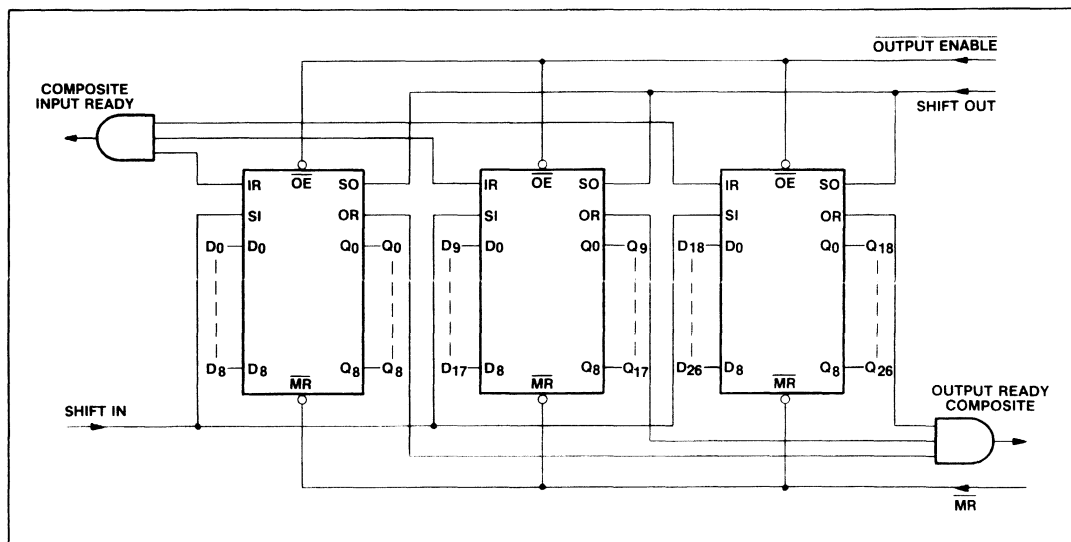 OUTPUT ENABLE
SHIFT OUT
COMPOSITE
INPUT READY
IR OE SO
SI OR
D0 D0 Q0 Q0
D8 D8 Q8 Q8
MR
IR OE SO
SI OR
D9 D0 Q0 Q9
D17 D8 Q8 Q17
MR
IR OE SO
SI OR
D18 D0 Q0 Q18
D26 D8 Q8 Q26
MR
SHIFT IN
OUTPUT READY
COMPOSITE
MR